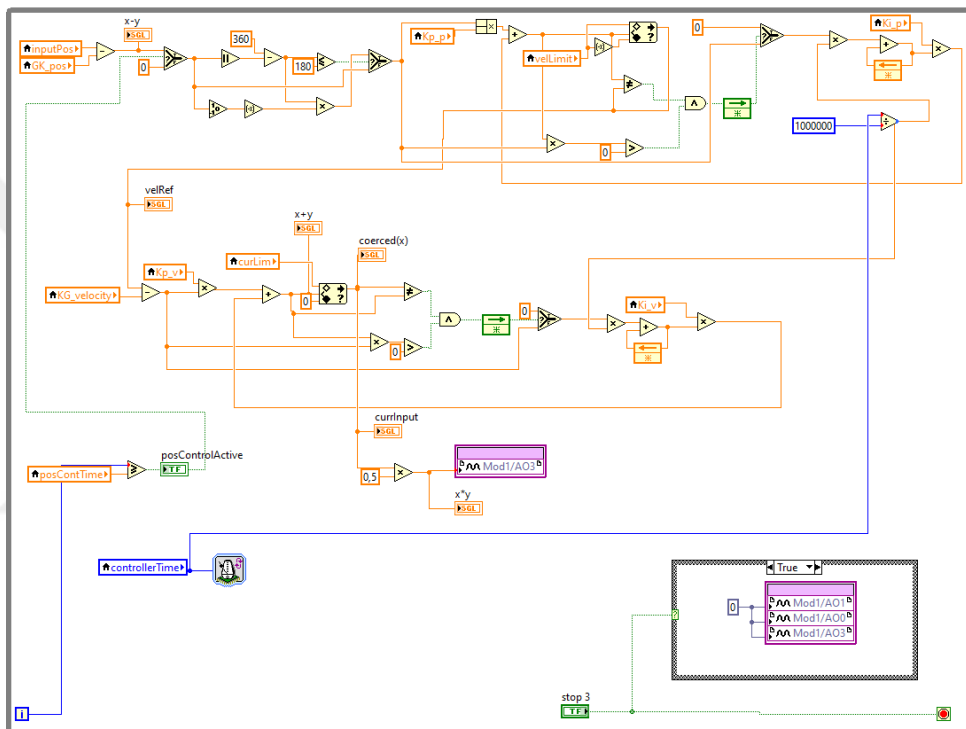 x-y
SGL
inputPos
GK_pos
0
360
180
Kp_p
velLimit
0
0
Ki_p
1000000
velRef
SGL
x+y
SGL
coerced(x)
SGL
curLim
Kp_v
KG_velocity
0
0
0
Ki_v
currInput
SGL
posControlActive
TF
posContTime
0,5
Mod1/AO3
x*y
SGL
controllerTime
True
0
Mod1/AO1
Mod1/AO0
Mod1/AO3
stop 3
TF
i